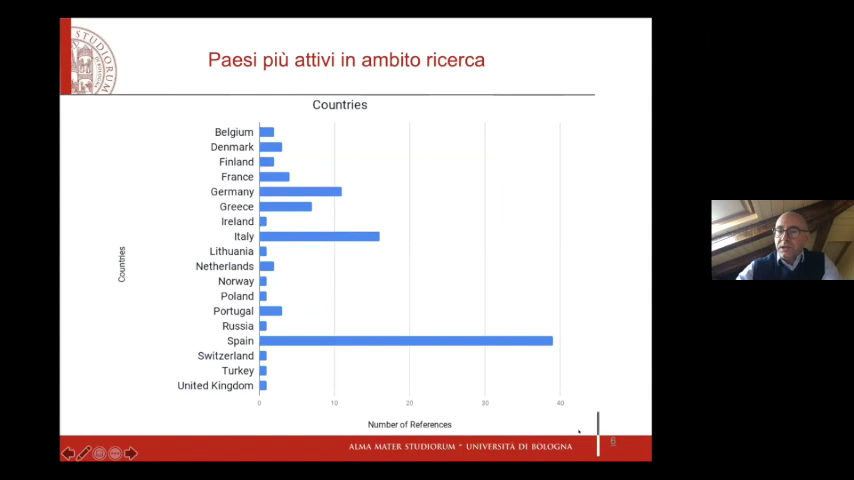 Paesi più attivi in ambito ricerca
Countries
Belgium
Denmark
Finland
France
Germany
Greece
Ireland
Italy
Lithuania
Netherlands
Norway
Poland
Portugal
Russia
Spain
Switzerland
Turkey
United Kingdom
Countries
0 10 20 30 40
Number of References
6
ALMA MATER STUDIORUM - UNIVERSITÀ DI BOLOGNA